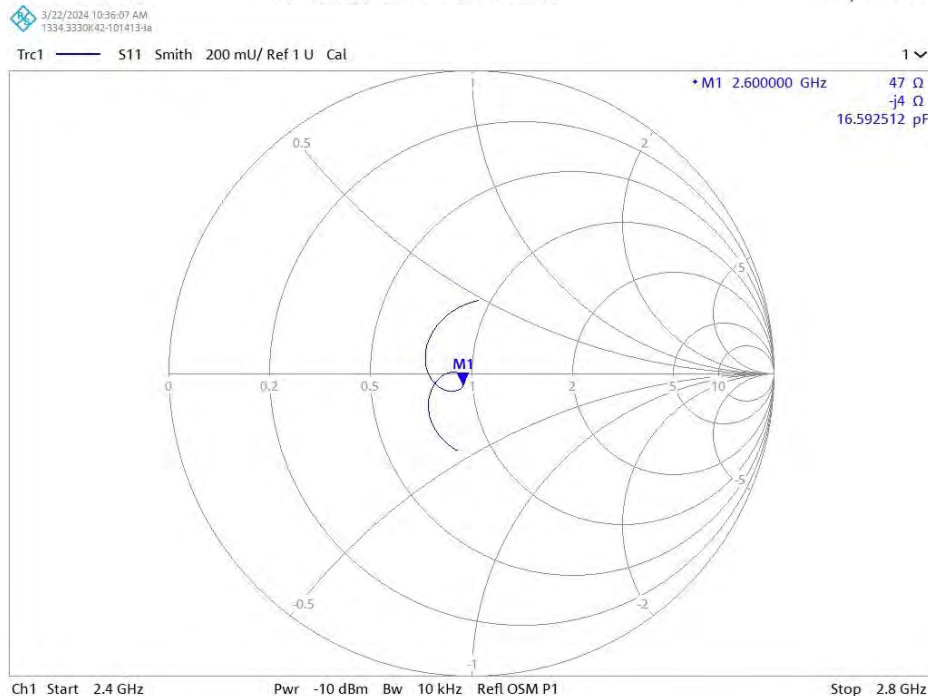 3/22/2024 10:36:07 AM
1334.3330K42-101413-Ja
Trc1 S11 Smith 200 mU/ Ref 1 U Cal 1
• M1 2.600000 GHz 47 Ω
-j4 Ω
16.592512 pF
1
0.5 2
5
M1
0 0.2 0.5 1 2 5 10
-5
-0.5 -2
-1
Ch1 Start 2.4 GHz Pwr -10 dBm Bw 10 kHz Refl OSM P1 Stop 2.8 GHz